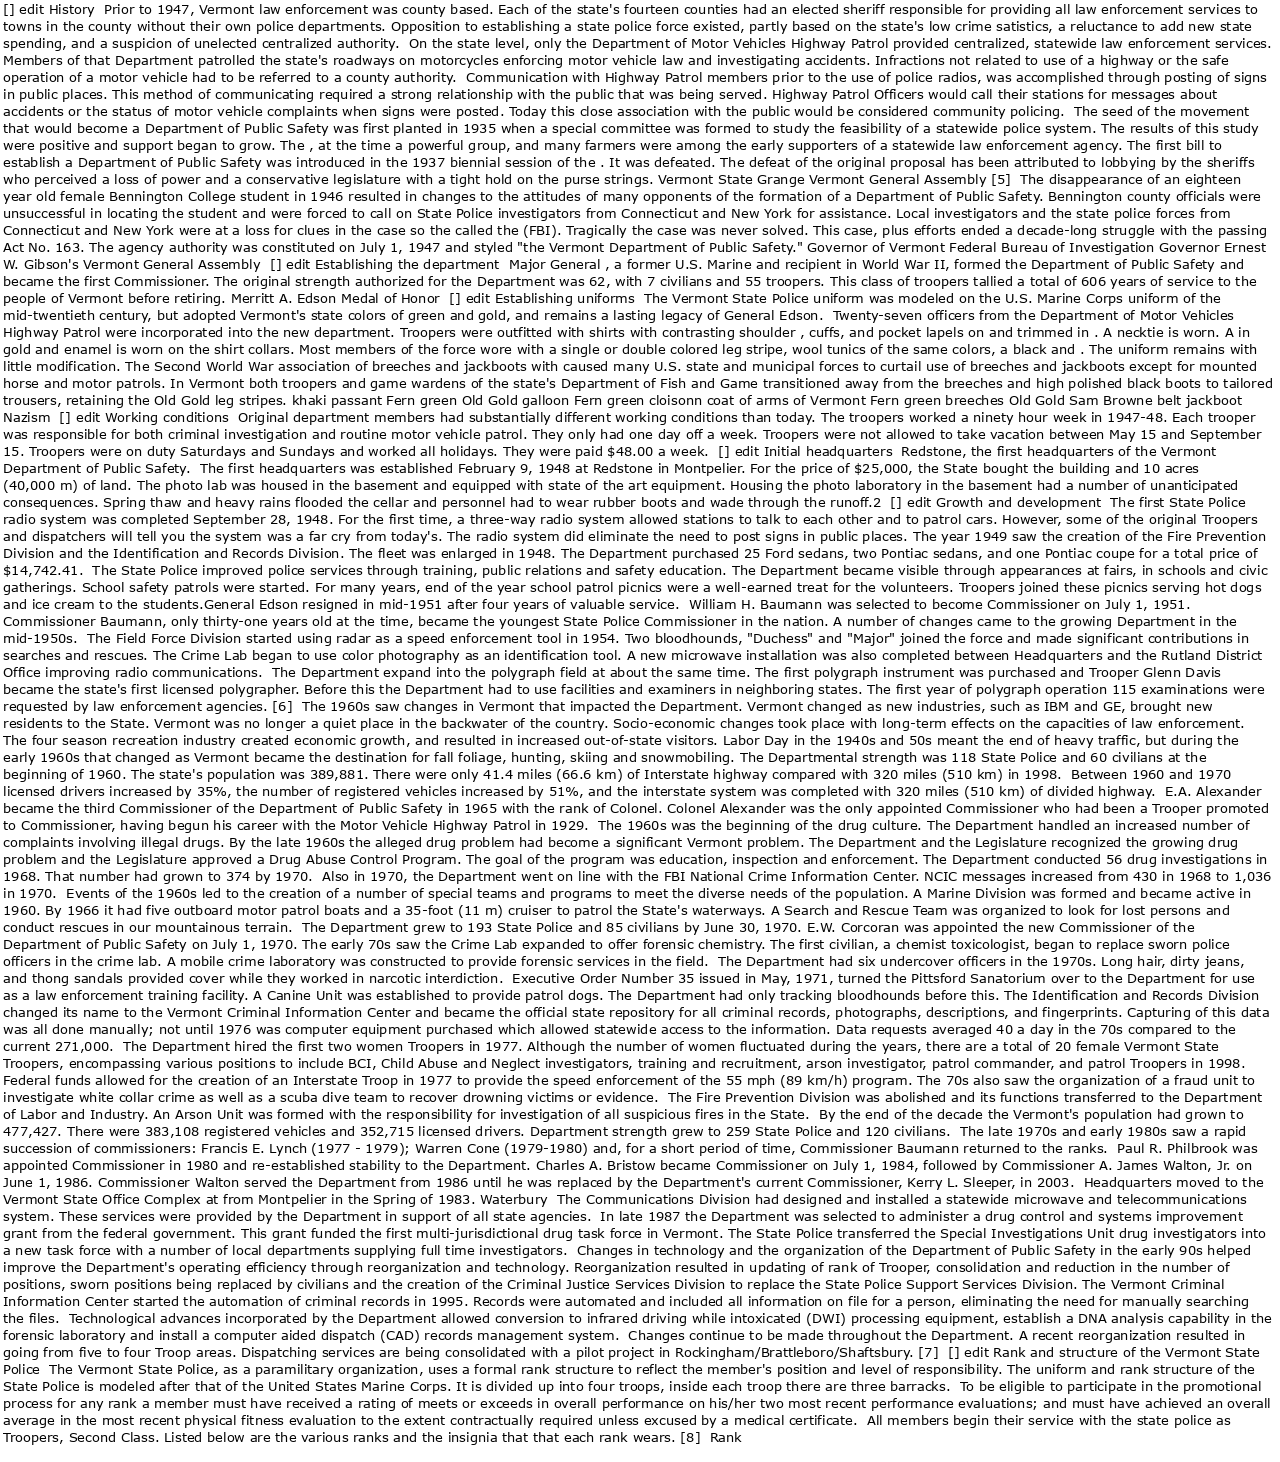 [] edit History  Prior to 1947, Vermont law enforcement was county based. Each of the state's fourteen counties had an elected sheriff responsible for providing all law enforcement services to
towns in the county without their own police departments. Opposition to establishing a state police force existed, partly based on the state's low crime satistics, a reluctance to add new state
spending, and a suspicion of unelected centralized authority.  On the state level, only the Department of Motor Vehicles Highway Patrol provided centralized, statewide law enforcement services.
Members of that Department patrolled the state's roadways on motorcycles enforcing motor vehicle law and investigating accidents. Infractions not related to use of a highway or the safe
operation of a motor vehicle had to be referred to a county authority.  Communication with Highway Patrol members prior to the use of police radios, was accomplished through posting of signs
in public places. This method of communicating required a strong relationship with the public that was being served. Highway Patrol Officers would call their stations for messages about
accidents or the status of motor vehicle complaints when signs were posted. Today this close association with the public would be considered community policing.  The seed of the movement
that would become a Department of Public Safety was first planted in 1935 when a special committee was formed to study the feasibility of a statewide police system. The results of this study
were positive and support began to grow. The , at the time a powerful group, and many farmers were among the early supporters of a statewide law enforcement agency. The first bill to
establish a Department of Public Safety was introduced in the 1937 biennial session of the . It was defeated. The defeat of the original proposal has been attributed to lobbying by the sheriffs
who perceived a loss of power and a conservative legislature with a tight hold on the purse strings. Vermont State Grange Vermont General Assembly [5]  The disappearance of an eighteen
year old female Bennington College student in 1946 resulted in changes to the attitudes of many opponents of the formation of a Department of Public Safety. Bennington county officials were
unsuccessful in locating the student and were forced to call on State Police investigators from Connecticut and New York for assistance. Local investigators and the state police forces from
Connecticut and New York were at a loss for clues in the case so the called the (FBI). Tragically the case was never solved. This case, plus efforts ended a decade-long struggle with the passing
Act No. 163. The agency authority was constituted on July 1, 1947 and styled "the Vermont Department of Public Safety." Governor of Vermont Federal Bureau of Investigation Governor Ernest
W. Gibson's Vermont General Assembly  [] edit Establishing the department  Major General , a former U.S. Marine and recipient in World War II, formed the Department of Public Safety and
became the first Commissioner. The original strength authorized for the Department was 62, with 7 civilians and 55 troopers. This class of troopers tallied a total of 606 years of service to the
people of Vermont before retiring. Merritt A. Edson Medal of Honor  [] edit Establishing uniforms  The Vermont State Police uniform was modeled on the U.S. Marine Corps uniform of the
mid-twentieth century, but adopted Vermont's state colors of green and gold, and remains a lasting legacy of General Edson.  Twenty-seven officers from the Department of Motor Vehicles
Highway Patrol were incorporated into the new department. Troopers were outfitted with shirts with contrasting shoulder , cuffs, and pocket lapels on and trimmed in . A necktie is worn. A in
gold and enamel is worn on the shirt collars. Most members of the force wore with a single or double colored leg stripe, wool tunics of the same colors, a black and . The uniform remains with
little modification. The Second World War association of breeches and jackboots with caused many U.S. state and municipal forces to curtail use of breeches and jackboots except for mounted
horse and motor patrols. In Vermont both troopers and game wardens of the state's Department of Fish and Game transitioned away from the breeches and high polished black boots to tailored
trousers, retaining the Old Gold leg stripes. khaki passant Fern green Old Gold galloon Fern green cloisonn coat of arms of Vermont Fern green breeches Old Gold Sam Browne belt jackboot
Nazism  [] edit Working conditions  Original department members had substantially different working conditions than today. The troopers worked a ninety hour week in 1947-48. Each trooper
was responsible for both criminal investigation and routine motor vehicle patrol. They only had one day off a week. Troopers were not allowed to take vacation between May 15 and September
15. Troopers were on duty Saturdays and Sundays and worked all holidays. They were paid $48.00 a week.  [] edit Initial headquarters  Redstone, the first headquarters of the Vermont
Department of Public Safety.  The first headquarters was established February 9, 1948 at Redstone in Montpelier. For the price of $25,000, the State bought the building and 10 acres
(40,000 m) of land. The photo lab was housed in the basement and equipped with state of the art equipment. Housing the photo laboratory in the basement had a number of unanticipated
consequences. Spring thaw and heavy rains flooded the cellar and personnel had to wear rubber boots and wade through the runoff.2  [] edit Growth and development  The first State Police
radio system was completed September 28, 1948. For the first time, a three-way radio system allowed stations to talk to each other and to patrol cars. However, some of the original Troopers
and dispatchers will tell you the system was a far cry from today's. The radio system did eliminate the need to post signs in public places. The year 1949 saw the creation of the Fire Prevention
Division and the Identification and Records Division. The fleet was enlarged in 1948. The Department purchased 25 Ford sedans, two Pontiac sedans, and one Pontiac coupe for a total price of
$14,742.41.  The State Police improved police services through training, public relations and safety education. The Department became visible through appearances at fairs, in schools and civic
gatherings. School safety patrols were started. For many years, end of the year school patrol picnics were a well-earned treat for the volunteers. Troopers joined these picnics serving hot dogs
and ice cream to the students.General Edson resigned in mid-1951 after four years of valuable service.  William H. Baumann was selected to become Commissioner on July 1, 1951.
Commissioner Baumann, only thirty-one years old at the time, became the youngest State Police Commissioner in the nation. A number of changes came to the growing Department in the
mid-1950s.  The Field Force Division started using radar as a speed enforcement tool in 1954. Two bloodhounds, "Duchess" and "Major" joined the force and made significant contributions in
searches and rescues. The Crime Lab began to use color photography as an identification tool. A new microwave installation was also completed between Headquarters and the Rutland District
Office improving radio communications.  The Department expand into the polygraph field at about the same time. The first polygraph instrument was purchased and Trooper Glenn Davis
became the state's first licensed polygrapher. Before this the Department had to use facilities and examiners in neighboring states. The first year of polygraph operation 115 examinations were
requested by law enforcement agencies. [6]  The 1960s saw changes in Vermont that impacted the Department. Vermont changed as new industries, such as IBM and GE, brought new
residents to the State. Vermont was no longer a quiet place in the backwater of the country. Socio-economic changes took place with long-term effects on the capacities of law enforcement.
The four season recreation industry created economic growth, and resulted in increased out-of-state visitors. Labor Day in the 1940s and 50s meant the end of heavy traffic, but during the
early 1960s that changed as Vermont became the destination for fall foliage, hunting, skiing and snowmobiling. The Departmental strength was 118 State Police and 60 civilians at the
beginning of 1960. The state's population was 389,881. There were only 41.4 miles (66.6 km) of Interstate highway compared with 320 miles (510 km) in 1998.  Between 1960 and 1970
licensed drivers increased by 35%, the number of registered vehicles increased by 51%, and the interstate system was completed with 320 miles (510 km) of divided highway.  E.A. Alexander
became the third Commissioner of the Department of Public Safety in 1965 with the rank of Colonel. Colonel Alexander was the only appointed Commissioner who had been a Trooper promoted
to Commissioner, having begun his career with the Motor Vehicle Highway Patrol in 1929.  The 1960s was the beginning of the drug culture. The Department handled an increased number of
complaints involving illegal drugs. By the late 1960s the alleged drug problem had become a significant Vermont problem. The Department and the Legislature recognized the growing drug
problem and the Legislature approved a Drug Abuse Control Program. The goal of the program was education, inspection and enforcement. The Department conducted 56 drug investigations in
1968. That number had grown to 374 by 1970.  Also in 1970, the Department went on line with the FBI National Crime Information Center. NCIC messages increased from 430 in 1968 to 1,036
in 1970.  Events of the 1960s led to the creation of a number of special teams and programs to meet the diverse needs of the population. A Marine Division was formed and became active in
1960. By 1966 it had five outboard motor patrol boats and a 35-foot (11 m) cruiser to patrol the State's waterways. A Search and Rescue Team was organized to look for lost persons and
conduct rescues in our mountainous terrain.  The Department grew to 193 State Police and 85 civilians by June 30, 1970. E.W. Corcoran was appointed the new Commissioner of the
Department of Public Safety on July 1, 1970. The early 70s saw the Crime Lab expanded to offer forensic chemistry. The first civilian, a chemist toxicologist, began to replace sworn police
officers in the crime lab. A mobile crime laboratory was constructed to provide forensic services in the field.  The Department had six undercover officers in the 1970s. Long hair, dirty jeans,
and thong sandals provided cover while they worked in narcotic interdiction.  Executive Order Number 35 issued in May, 1971, turned the Pittsford Sanatorium over to the Department for use
as a law enforcement training facility. A Canine Unit was established to provide patrol dogs. The Department had only tracking bloodhounds before this. The Identification and Records Division
changed its name to the Vermont Criminal Information Center and became the official state repository for all criminal records, photographs, descriptions, and fingerprints. Capturing of this data
was all done manually; not until 1976 was computer equipment purchased which allowed statewide access to the information. Data requests averaged 40 a day in the 70s compared to the
current 271,000.  The Department hired the first two women Troopers in 1977. Although the number of women fluctuated during the years, there are a total of 20 female Vermont State
Troopers, encompassing various positions to include BCI, Child Abuse and Neglect investigators, training and recruitment, arson investigator, patrol commander, and patrol Troopers in 1998.
Federal funds allowed for the creation of an Interstate Troop in 1977 to provide the speed enforcement of the 55 mph (89 km/h) program. The 70s also saw the organization of a fraud unit to
investigate white collar crime as well as a scuba dive team to recover drowning victims or evidence.  The Fire Prevention Division was abolished and its functions transferred to the Department
of Labor and Industry. An Arson Unit was formed with the responsibility for investigation of all suspicious fires in the State.  By the end of the decade the Vermont's population had grown to
477,427. There were 383,108 registered vehicles and 352,715 licensed drivers. Department strength grew to 259 State Police and 120 civilians.  The late 1970s and early 1980s saw a rapid
succession of commissioners: Francis E. Lynch (1977 - 1979); Warren Cone (1979-1980) and, for a short period of time, Commissioner Baumann returned to the ranks.  Paul R. Philbrook was
appointed Commissioner in 1980 and re-established stability to the Department. Charles A. Bristow became Commissioner on July 1, 1984, followed by Commissioner A. James Walton, Jr. on
June 1, 1986. Commissioner Walton served the Department from 1986 until he was replaced by the Department's current Commissioner, Kerry L. Sleeper, in 2003.  Headquarters moved to the
Vermont State Office Complex at from Montpelier in the Spring of 1983. Waterbury  The Communications Division had designed and installed a statewide microwave and telecommunications
system. These services were provided by the Department in support of all state agencies.  In late 1987 the Department was selected to administer a drug control and systems improvement
grant from the federal government. This grant funded the first multi-jurisdictional drug task force in Vermont. The State Police transferred the Special Investigations Unit drug investigators into
a new task force with a number of local departments supplying full time investigators.  Changes in technology and the organization of the Department of Public Safety in the early 90s helped
improve the Department's operating efficiency through reorganization and technology. Reorganization resulted in updating of rank of Trooper, consolidation and reduction in the number of
positions, sworn positions being replaced by civilians and the creation of the Criminal Justice Services Division to replace the State Police Support Services Division. The Vermont Criminal
Information Center started the automation of criminal records in 1995. Records were automated and included all information on file for a person, eliminating the need for manually searching
the files.  Technological advances incorporated by the Department allowed conversion to infrared driving while intoxicated (DWI) processing equipment, establish a DNA analysis capability in the
forensic laboratory and install a computer aided dispatch (CAD) records management system.  Changes continue to be made throughout the Department. A recent reorganization resulted in
going from five to four Troop areas. Dispatching services are being consolidated with a pilot project in Rockingham/Brattleboro/Shaftsbury. [7]  [] edit Rank and structure of the Vermont State
Police  The Vermont State Police, as a paramilitary organization, uses a formal rank structure to reflect the member's position and level of responsibility. The uniform and rank structure of the
State Police is modeled after that of the United States Marine Corps. It is divided up into four troops, inside each troop there are three barracks.  To be eligible to participate in the promotional
process for any rank a member must have received a rating of meets or exceeds in overall performance on his/her two most recent performance evaluations; and must have achieved an overall
average in the most recent physical fitness evaluation to the extent contractually required unless excused by a medical certificate.  All members begin their service with the state police as
Troopers, Second Class. Listed below are the various ranks and the insignia that that each rank wears. [8]  Rank